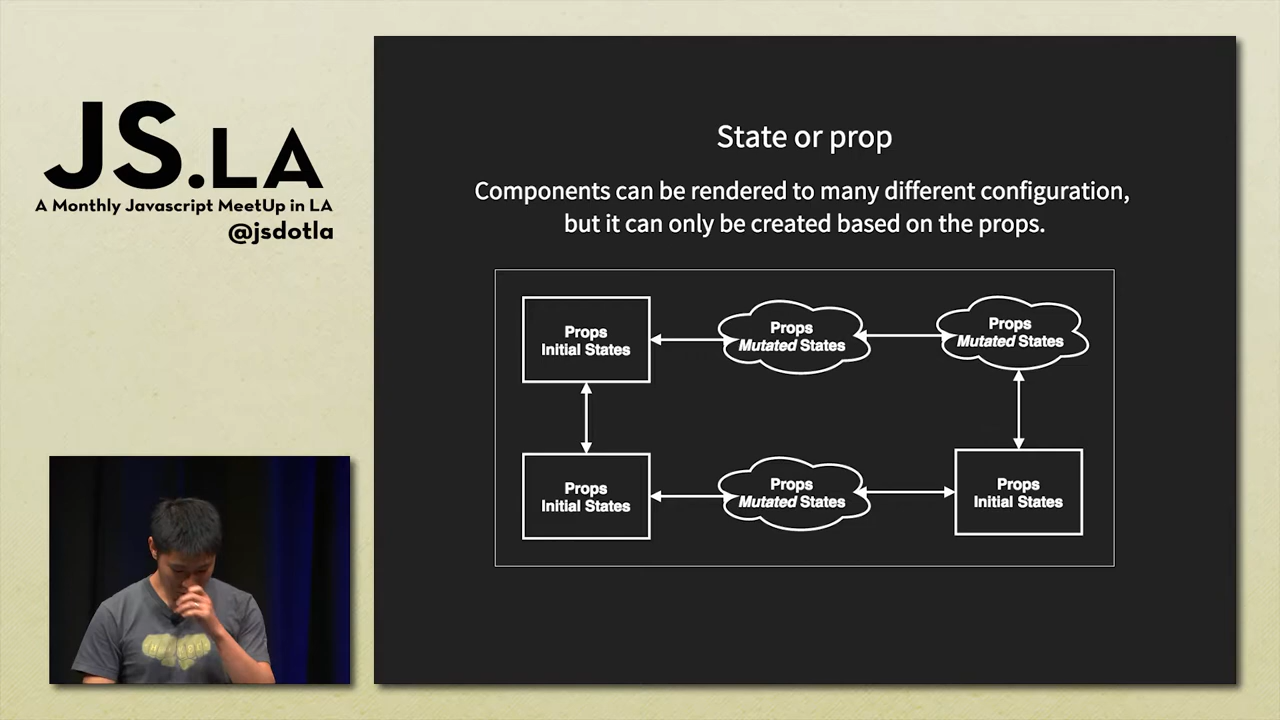 JS.LA
A Monthly Javascript MeetUp in LA
@jsdotla
State or prop
Components can be rendered to many different configuration,
but it can only be created based on the props.
Props
Initial States
Props
Mutated States
Props
Mutated States
Props
Initial States
Props
Mutated States
Props
Initial States